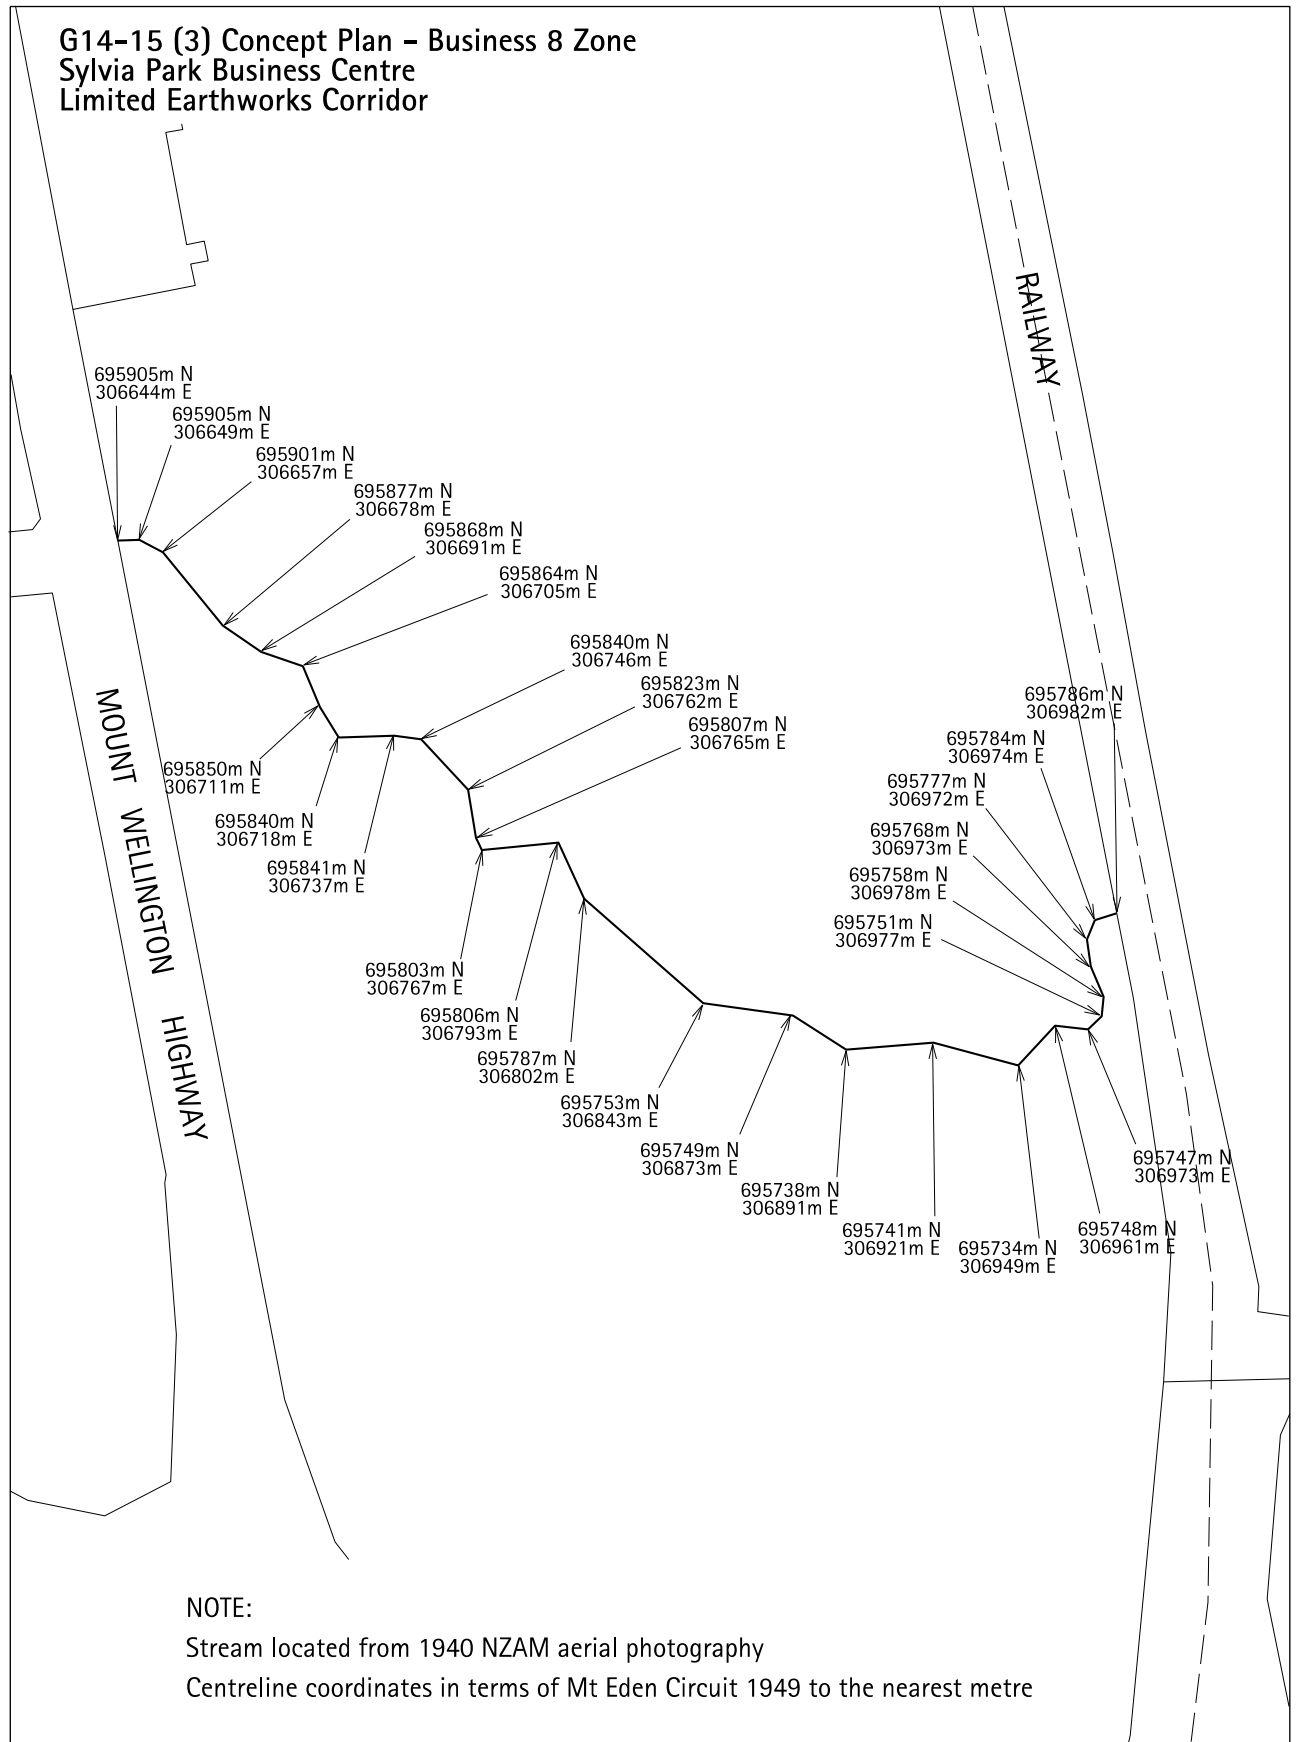 G14-15 (3) Concept Plan - Business 8 Zone
Sylvia Park Business Centre
Limited Earthworks Corridor
RAILWAY
695905m N
306644m E
695905m N
306649m E
695901m N
306657m E
695877m N
306678m E
695868m N
306691m E
695864m N
306705m E
695840m N
306746m E
695823m N
306762m E
695807m N
306765m E
695850m N
306711m E
695840m N
306718m E
695841m N
306737m E
695786m N
306982m E
695784m N
306974m E
695777m N
306972m E
695768m N
306973m E
695758m N
306978m E
695751m N
306977m E
695803m N
306767m E
695806m N
306793m E
695787m N
306802m E
695753m N
306843m E
695749m N
306873m E
695738m N
306891m E
695741m N
306921m E
695734m N
306949m E
695748m N
306961m E
695747m N
306973m E
MOUNT WELLINGTON HIGHWAY
NOTE:
Stream located from 1940 NZAM aerial photography
Centreline coordinates in terms of Mt Eden Circuit 1949 to the nearest metre